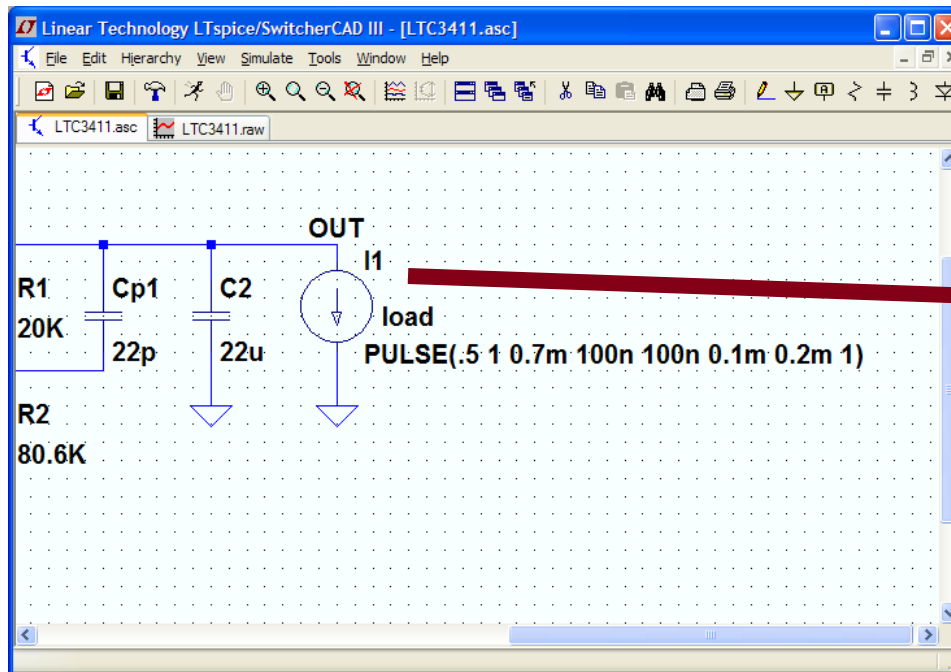 Linear Technology LTspice/SwitcherCAD III - [LTC3411.asc]
File Edit Hierarchy View Simulate Tools Window Help
LTC3411.asc LTC3411.raw
OUT
I1
R1 Cp1 C2
20K load
22p 22u PULSE(.5 1 0.7m 100n 100n 0.1m 0.2m 1)
R2
80.6K